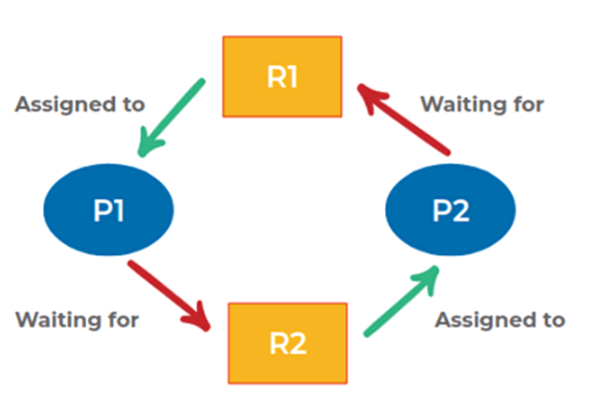 R1
Assigned to
Waiting for
P1
P2
Waiting for
Assigned to
R2